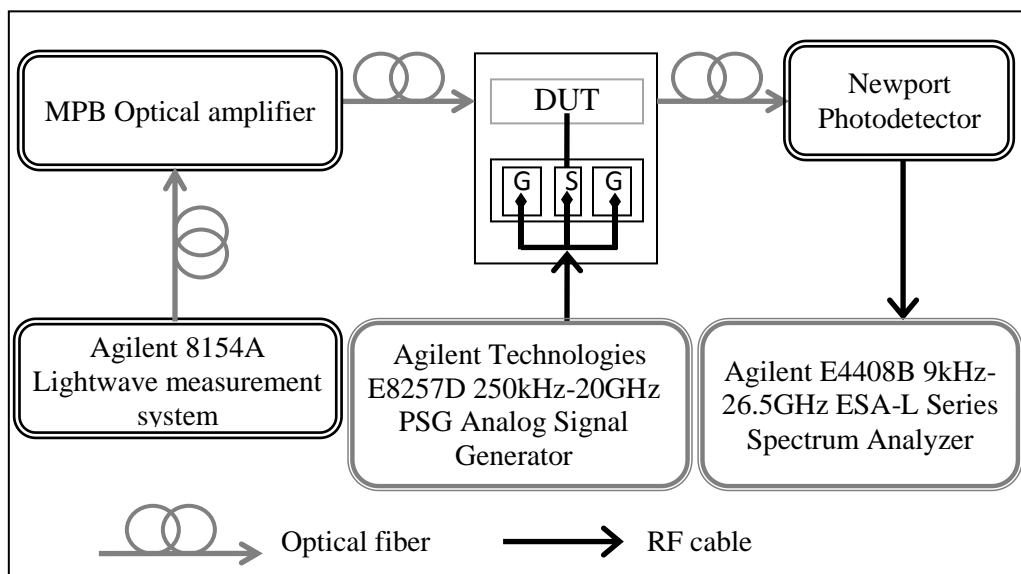 MPB Optical amplifier
DUT
G S G
Newport
Photodetector
Agilent 8154A
Lightwave measurement
system
Agilent Technologies
E8257D 250kHz-20GHz
PSG Analog Signal
Generator
Agilent E4408B 9kHz-
26.5GHz ESA-L Series
Spectrum Analyzer
Optical fiber
RF cable